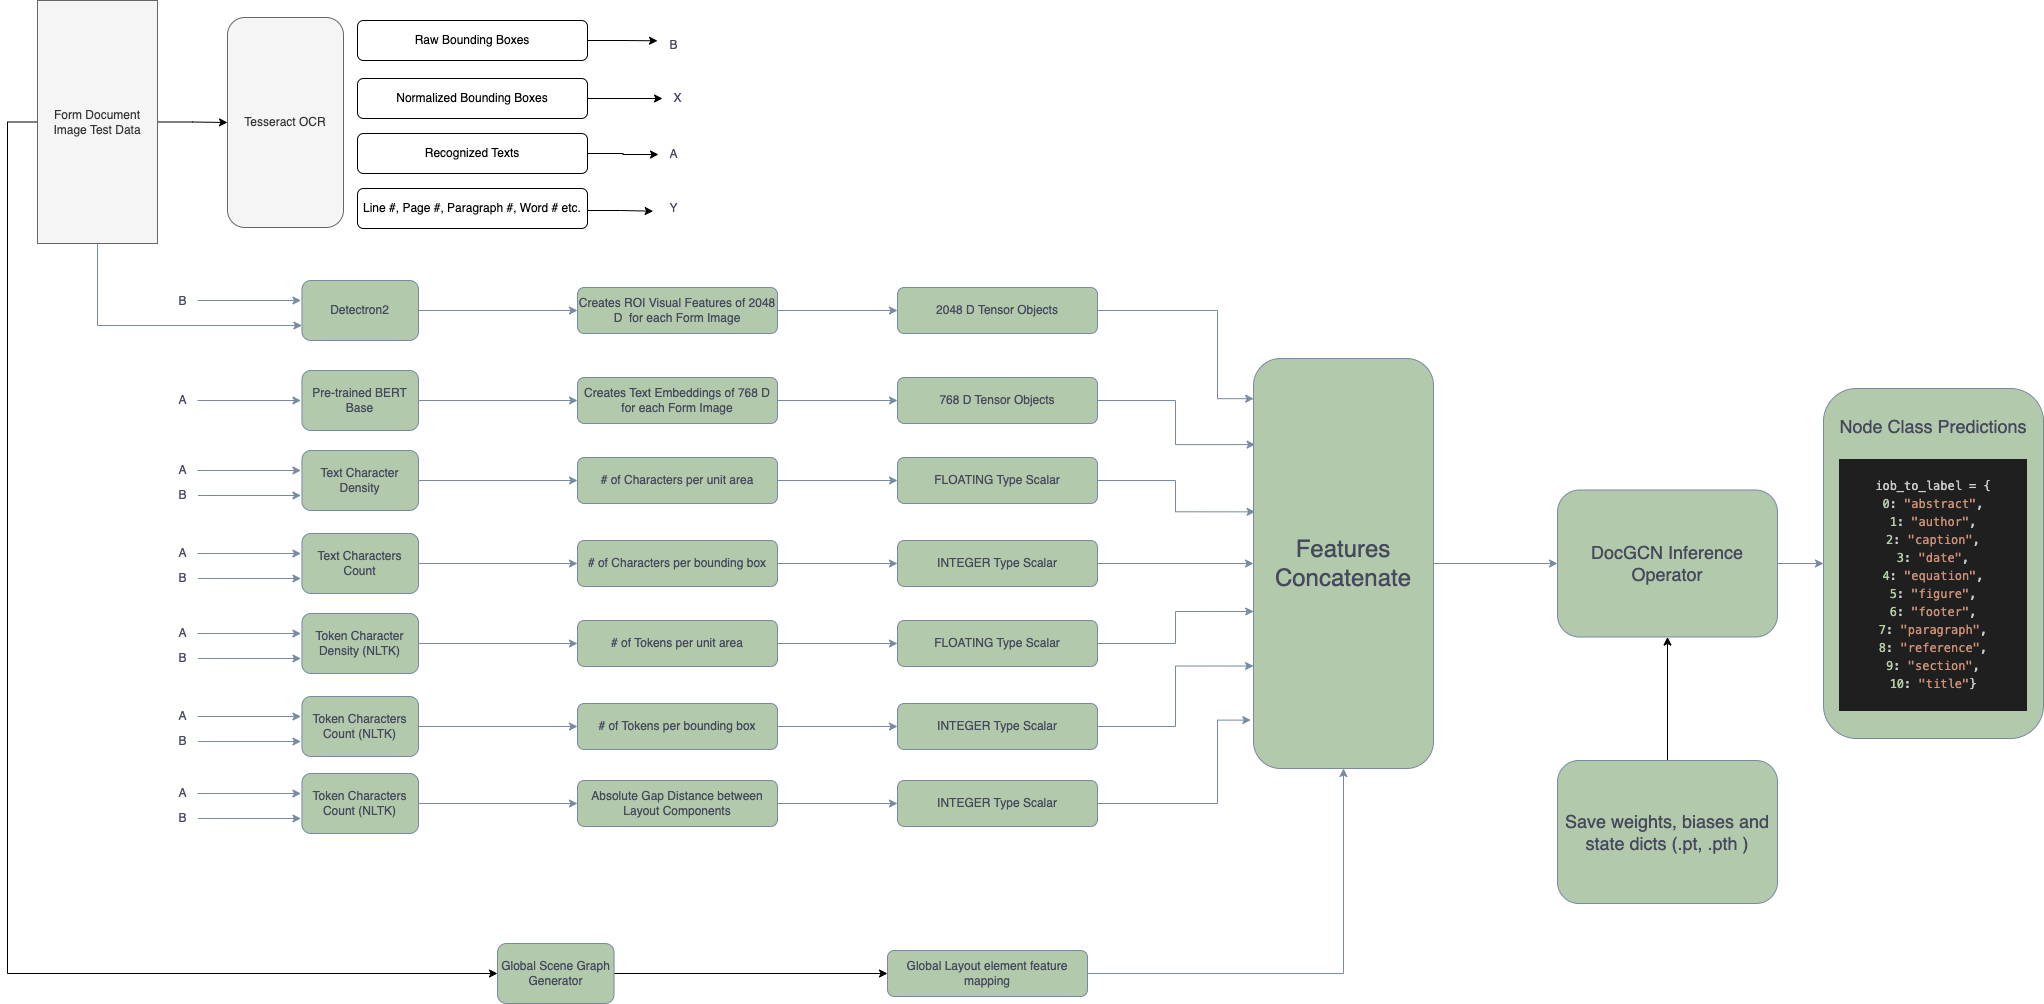 Form Document
Image Test Data
Tesseract OCR
Raw Bounding Boxes
B
Normalized Bounding Boxes
X
Recognized Texts
A
Line #, Page #, Paragraph #, Word # etc.
Y
B
Detectron2
Creates ROI Visual Features of 2048
D for each Form Image
2048 D Tensor Objects
A
Pre-trained BERT
Base
Creates Text Embeddings of 768 D
for each Form Image
768 D Tensor Objects
A
B
Text Character
Density
# of Characters per unit area
FLOATING Type Scalar
A
B
Text Characters
Count
# of Characters per bounding box
INTEGER Type Scalar
A
B
Token Character
Density (NLTK)
# of Tokens per unit area
FLOATING Type Scalar
A
B
Token Characters
Count (NLTK)
# of Tokens per bounding box
INTEGER Type Scalar
A
B
Token Characters
Count (NLTK)
Absolute Gap Distance between
Layout Components
INTEGER Type Scalar
Global Scene Graph
Generator
Global Layout element feature
mapping
Features
Concatenate
DocGCN Inference
Operator
Save weights, biases and
state dicts (.pt, .pth )
Node Class Predictions
iob_to_label = {
0: "abstract",
1: "author",
2: "caption",
3: "date",
4: "equation",
5: "figure",
6: "footer",
7: "paragraph",
8: "reference",
9: "section",
10: "title"}